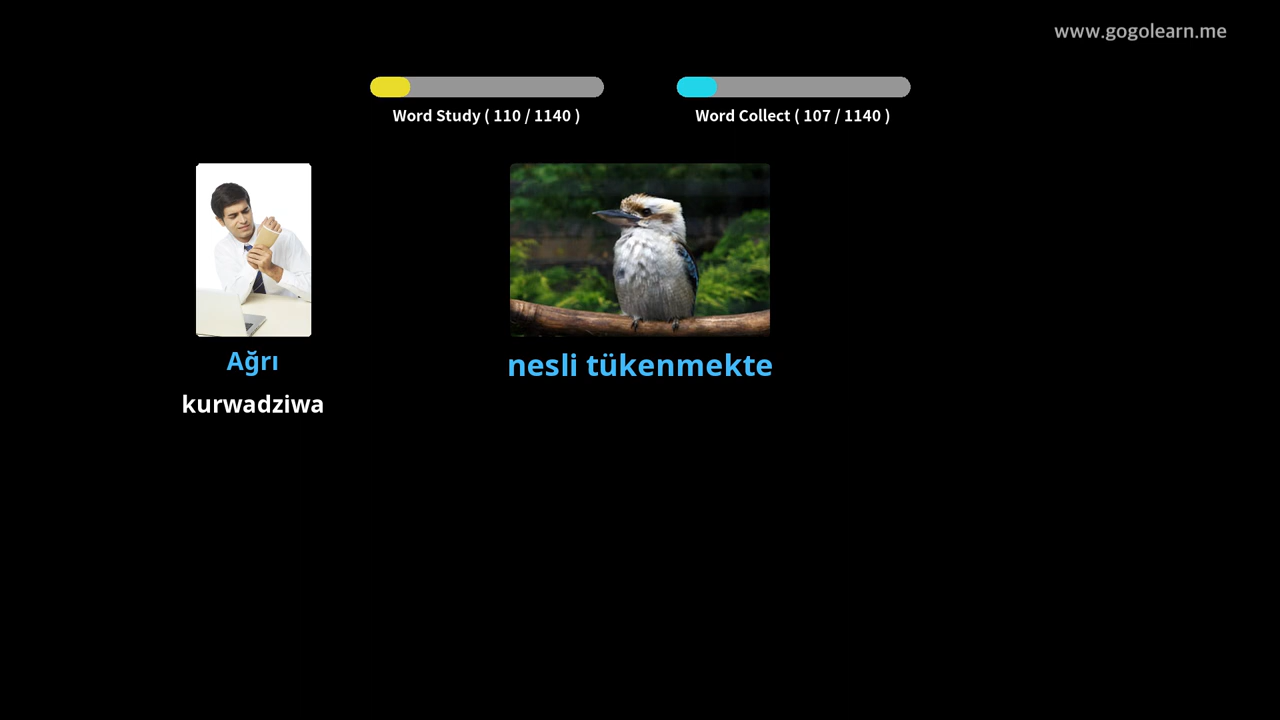 www.gogolearn.me
Word Study ( 110 / 1140 )
Word Collect ( 107 / 1140 )
Ağrı
kurwadziwa
nesli tükenmekte